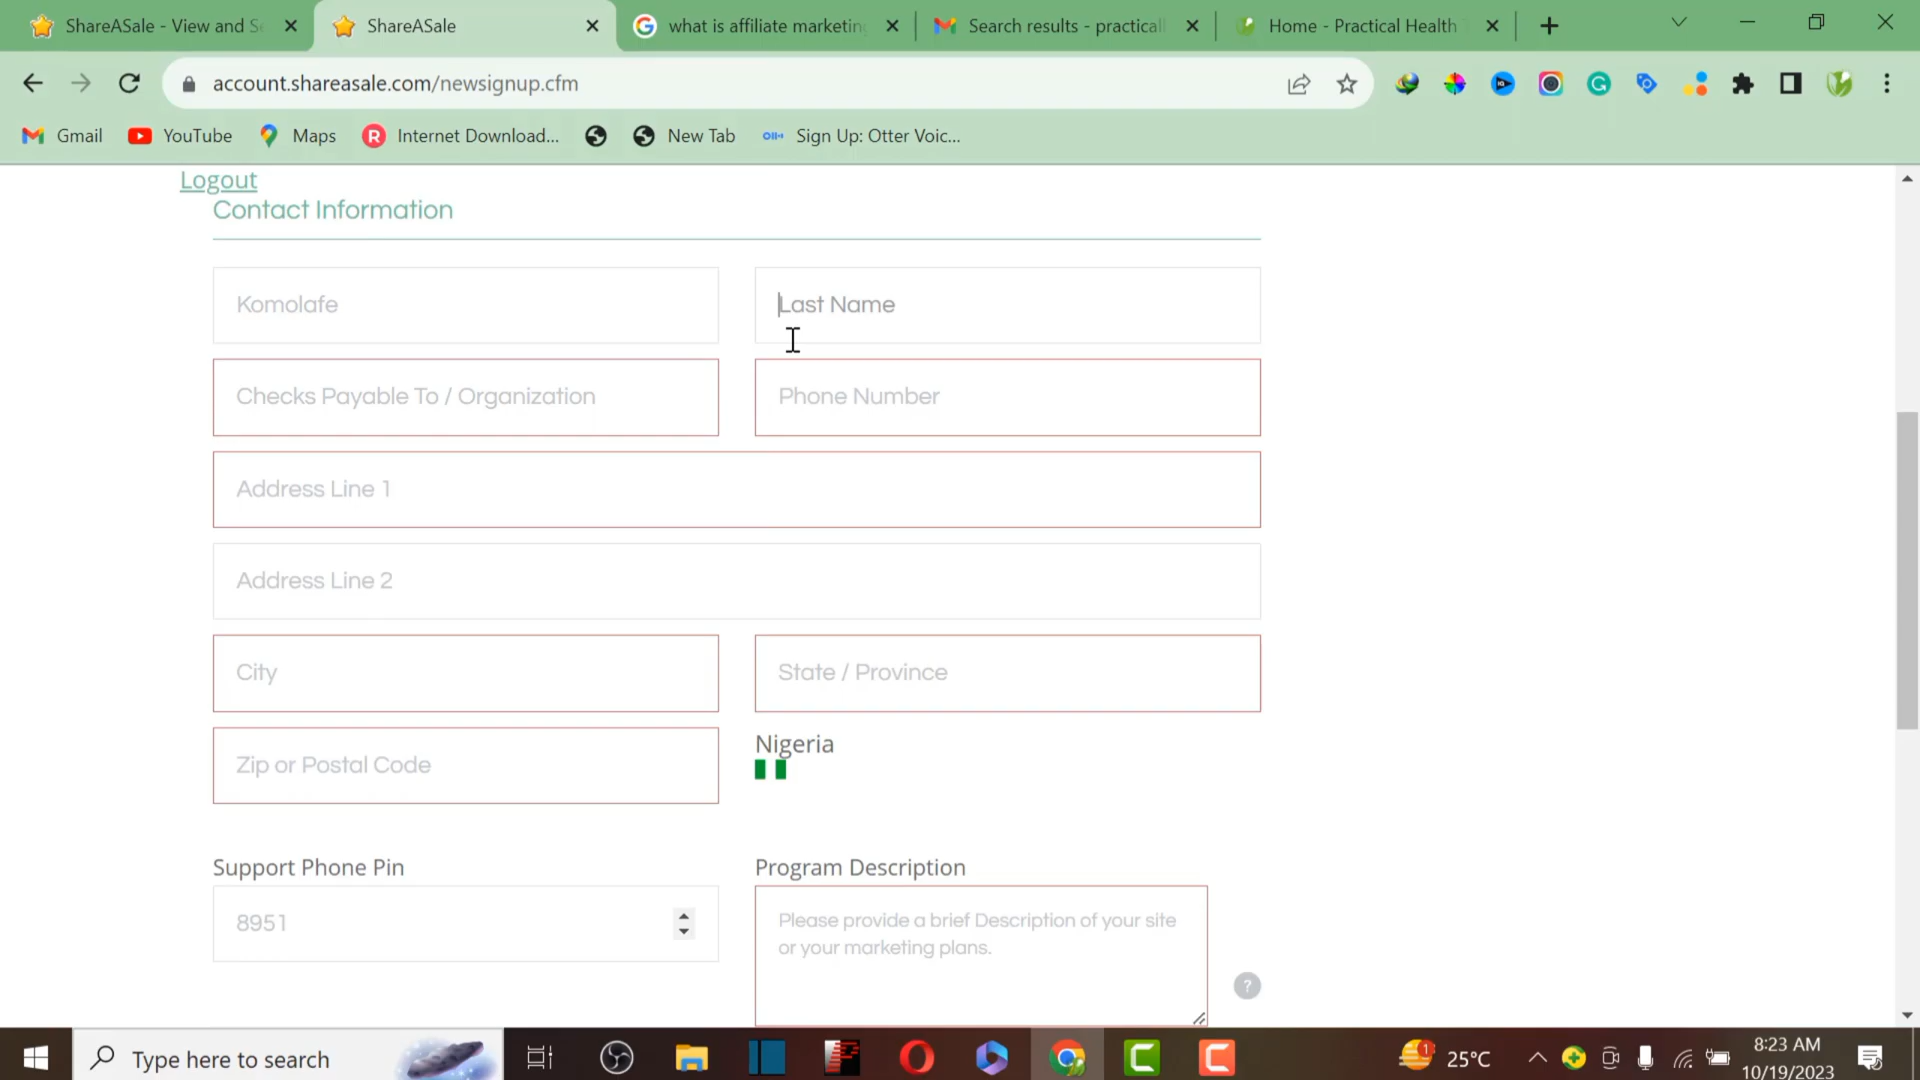 ShareASale - View and Se
ShareASale
what is affiliate marketing
Search results - practicall
Home - Practical Health T
account.shareasale.com/newsignup.cfm
Gmail
YouTube
Maps
Internet Download...
New Tab
Sign Up: Otter Voic...
Logout
Contact Information
Komolafe
Last Name
Checks Payable To / Organization
Phone Number
Address Line 1
Address Line 2
City
State / Province
Zip or Postal Code
Nigeria
Support Phone Pin
Program Description
8951
Please provide a brief Description of your site
or your marketing plans.
?
Type here to search
1
25°C
8:23 AM
10/19/2023